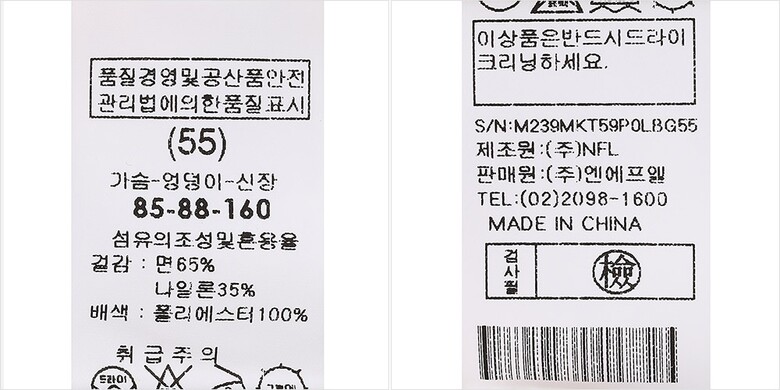 품질경영및공산품안전
관리법에의한품질표시
(55)
가슴-엉덩이-신장
85-88-160
섬유의조성및혼용율
겉감 : 면65%
나일론35%
배색 : 폴리에스터100%
취급주의
드라이
이상품은반드시드라이
크리닝하세요.
S/N:M239MKT59P0LBG55
제조원:(주)NFL
판매원:(주)엔에프엘
TEL:(02)2098-1600
MADE IN CHINA
검사필
檢